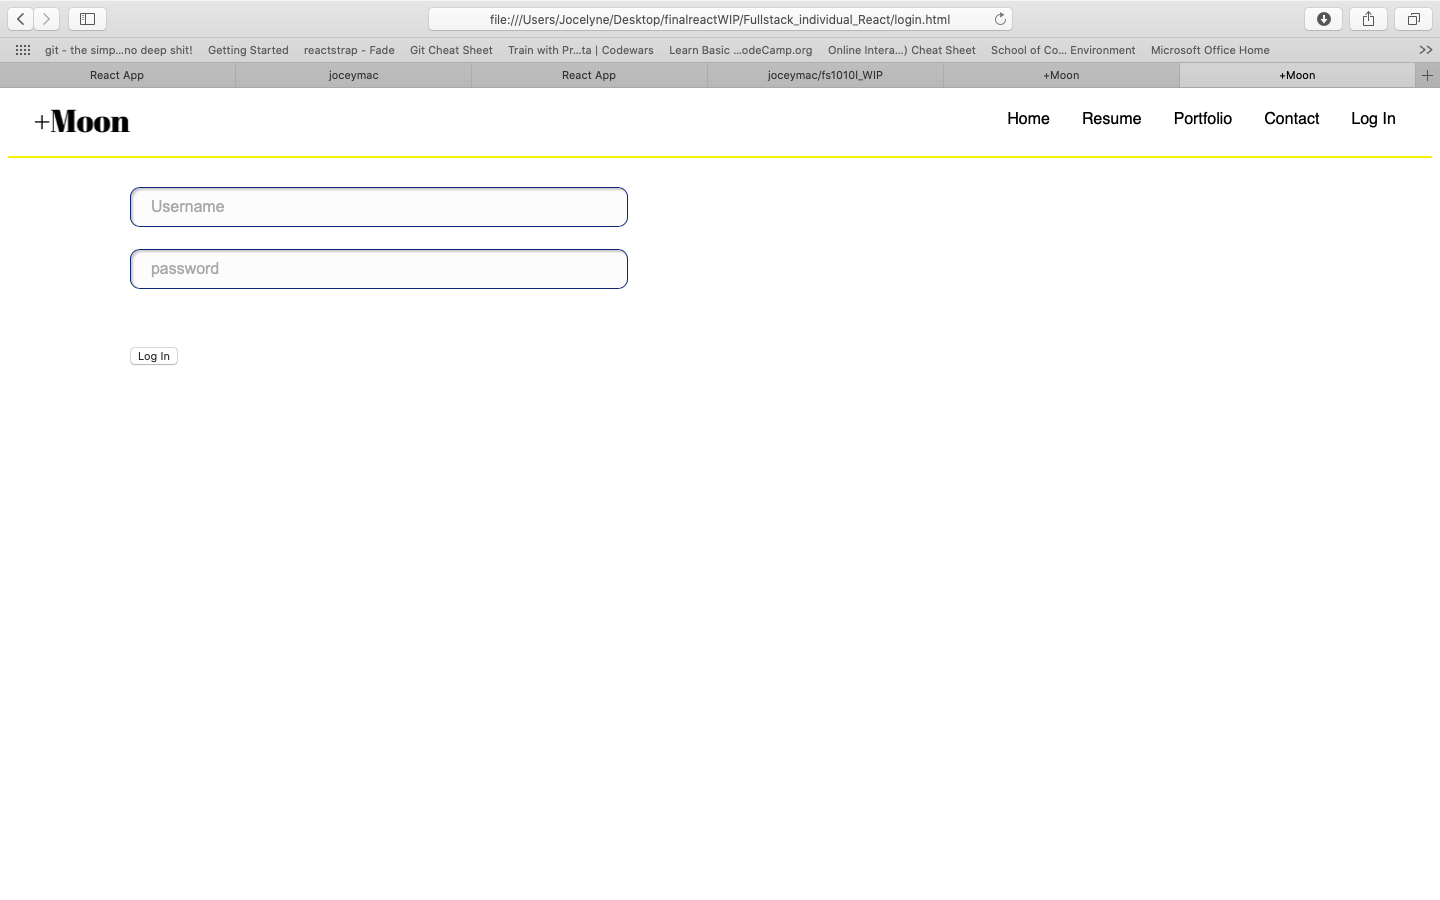 file:///Users/Jocelyne/Desktop/finalreactWIP/Fullstack_individual_React/login.html
git - the simp...no deep shit! Getting Started reactstrap - Fade Git Cheat Sheet Train with Pr...ta | Codewars Learn Basic ...odeCamp.org Online Intera...) Cheat Sheet School of Co... Environment Microsoft Office Home
React App joceymac React App joceymac/fs1010l_WIP +Moon +Moon
+Moon Home Resume Portfolio Contact Log In
Username
password
Log In